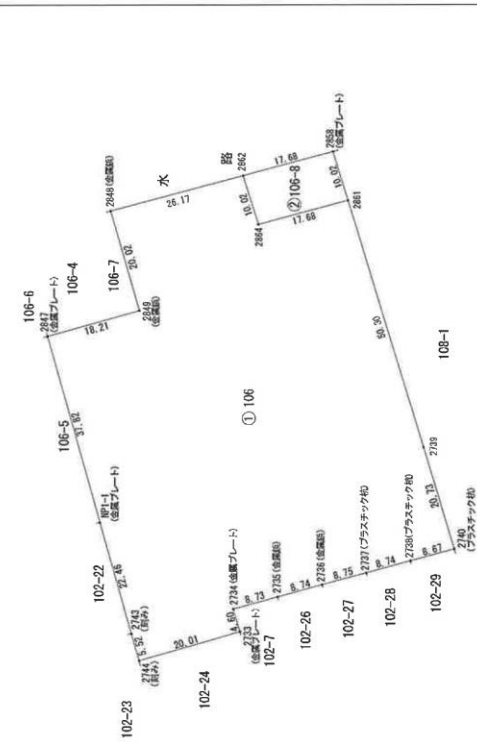 106-6
2847
(金属プレート)
106-4
106-5
37.62
18.21
106-7
20.02
2848(金属鋲)
2849
(金属鋲)
水
路
26.17
2862
10.02
17.68
2864
②106-8
17.68
10.02
2858
(金属プレート)
2861
NP1-1
(金属プレート)
102-22
22.46
2743
(刻み)
5.52
2744
(刻み)
102-23
20.01
102-24
①106
2734(金属プレート)
4.60
2733
(金属プレート)
8.73
102-7
2735(金属鋲)
8.74
102-26
2736(金属鋲)
8.75
102-27
2737(プラスチック杭)
8.74
102-28
2738(プラスチック杭)
8.67
102-29
2740
(プラスチック杭)
20.73
2739
50.30
108-1